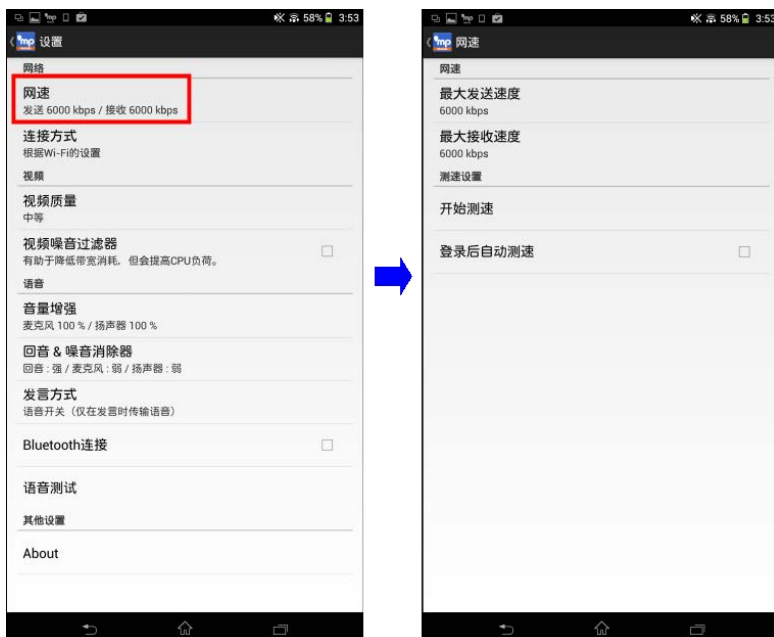 58% 3:53
mp 设置
网络
网速
发送 6000 kbps / 接收 6000 kbps
连接方式
根据Wi-Fi的设置
视频
视频质量
中等
视频噪音过滤器
有助于降低带宽消耗，但会提高CPU负荷。
语音
音量增强
麦克风 100 % / 扬声器 100 %
回音 & 噪音消除器
回音 : 强 / 麦克风 : 弱 / 扬声器 : 弱
发言方式
语音开关（仅在发言时传输语音）
Bluetooth连接
语音测试
其他设置
About
58% 3:53
mp 网速
网速
最大发送速度
6000 kbps
最大接收速度
6000 kbps
测速设置
开始测速
登录后自动测速